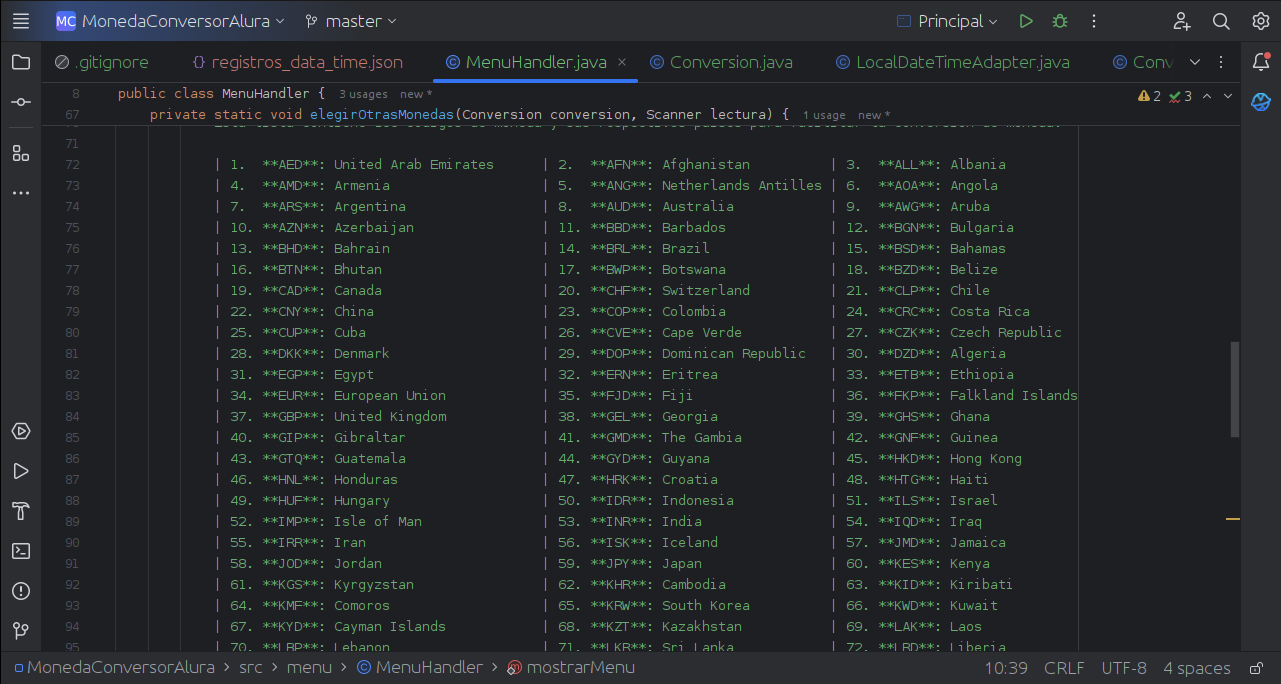 MC MonedaConversorAlura master Principal
.gitignore {} registros_data_time.json MenuHandler.java × Conversion.java LocalDateTimeAdapter.java Conv
8 public class MenuHandler { 3 usages new * 2 3
67 private static void elegirOtrasMonedas(Conversion conversion, Scanner lectura) { 1 usage new *
71
72 | 1. **AED**: United Arab Emirates | 2. **AFN**: Afghanistan | 3. **ALL**: Albania
73 | 4. **AMD**: Armenia | 5. **ANG**: Netherlands Antilles | 6. **AOA**: Angola
74 | 7. **ARS**: Argentina | 8. **AUD**: Australia | 9. **AWG**: Aruba
75 | 10. **AZN**: Azerbaijan | 11. **BBD**: Barbados | 12. **BGN**: Bulgaria
76 | 13. **BHD**: Bahrain | 14. **BRL**: Brazil | 15. **BSD**: Bahamas
77 | 16. **BTN**: Bhutan | 17. **BWP**: Botswana | 18. **BZD**: Belize
78 | 19. **CAD**: Canada | 20. **CHF**: Switzerland | 21. **CLP**: Chile
79 | 22. **CNY**: China | 23. **COP**: Colombia | 24. **CRC**: Costa Rica
80 | 25. **CUP**: Cuba | 26. **CVE**: Cape Verde | 27. **CZK**: Czech Republic
81 | 28. **DKK**: Denmark | 29. **DOP**: Dominican Republic | 30. **DZD**: Algeria
82 | 31. **EGP**: Egypt | 32. **ERN**: Eritrea | 33. **ETB**: Ethiopia
83 | 34. **EUR**: European Union | 35. **FJD**: Fiji | 36. **FKP**: Falkland Islands
84 | 37. **GBP**: United Kingdom | 38. **GEL**: Georgia | 39. **GHS**: Ghana
85 | 40. **GIP**: Gibraltar | 41. **GMD**: The Gambia | 42. **GNF**: Guinea
86 | 43. **GTQ**: Guatemala | 44. **GYD**: Guyana | 45. **HKD**: Hong Kong
87 | 46. **HNL**: Honduras | 47. **HRK**: Croatia | 48. **HTG**: Haiti
88 | 49. **HUF**: Hungary | 50. **IDR**: Indonesia | 51. **ILS**: Israel
89 | 52. **IMP**: Isle of Man | 53. **INR**: India | 54. **IQD**: Iraq
90 | 55. **IRR**: Iran | 56. **ISK**: Iceland | 57. **JMD**: Jamaica
91 | 58. **JOD**: Jordan | 59. **JPY**: Japan | 60. **KES**: Kenya
92 | 61. **KGS**: Kyrgyzstan | 62. **KHR**: Cambodia | 63. **KID**: Kiribati
93 | 64. **KMF**: Comoros | 65. **KRW**: South Korea | 66. **KWD**: Kuwait
94 | 67. **KYD**: Cayman Islands | 68. **KZT**: Kazakhstan | 69. **LAK**: Laos
95 | 70. **LBP**: Lebanon | 71. **LKR**: Sri Lanka | 72. **LRD**: Liberia
MonedaConversorAlura > src > menu > MenuHandler > mostrarMenu 10:39 CRLF UTF-8 4 spaces